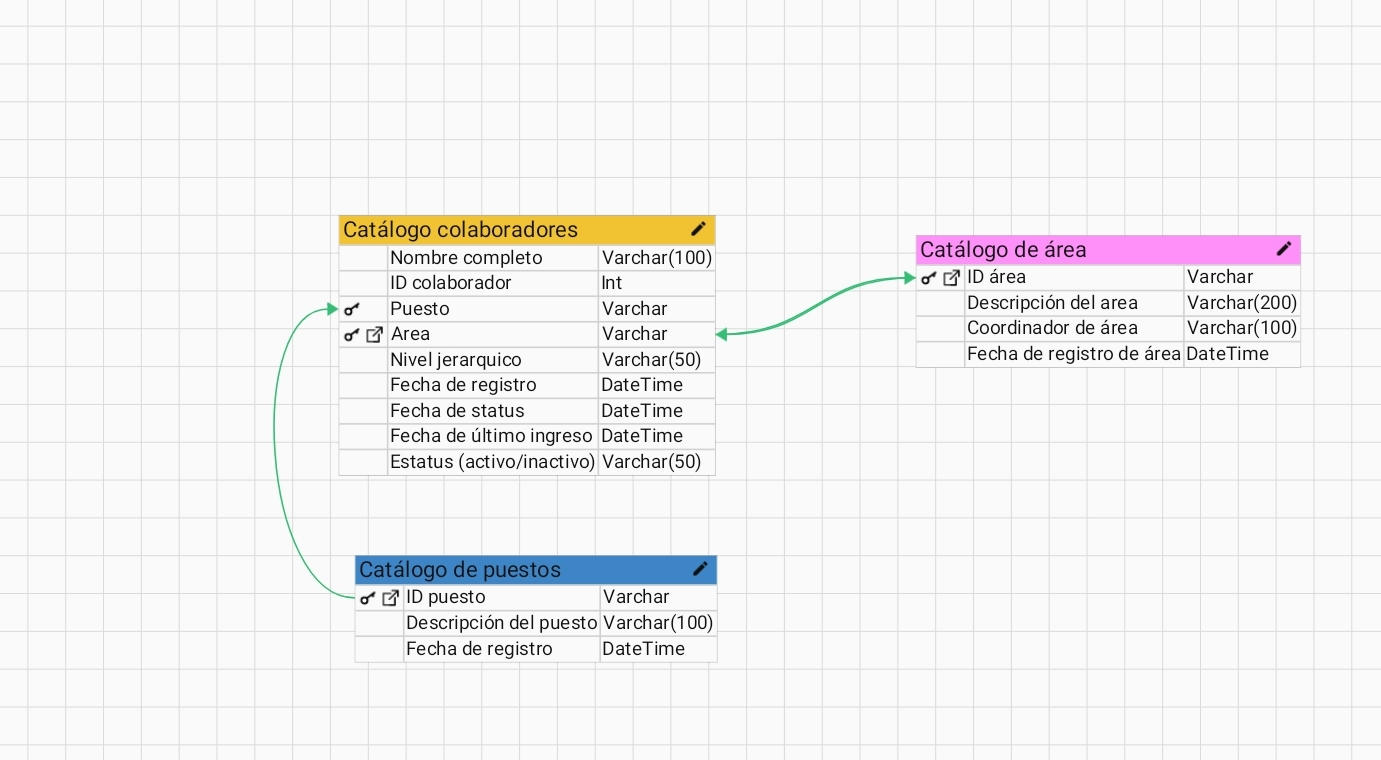 Catálogo colaboradores
Nombre completo Varchar(100)
ID colaborador Int
Puesto Varchar
Area Varchar
Nivel jerarquico Varchar(50)
Fecha de registro DateTime
Fecha de status DateTime
Fecha de último ingreso DateTime
Estatus (activo/inactivo) Varchar(50)
Catálogo de área
ID área Varchar
Descripción del area Varchar(200)
Coordinador de área Varchar(100)
Fecha de registro de área DateTime
Catálogo de puestos
ID puesto Varchar
Descripción del puesto Varchar(100)
Fecha de registro DateTime